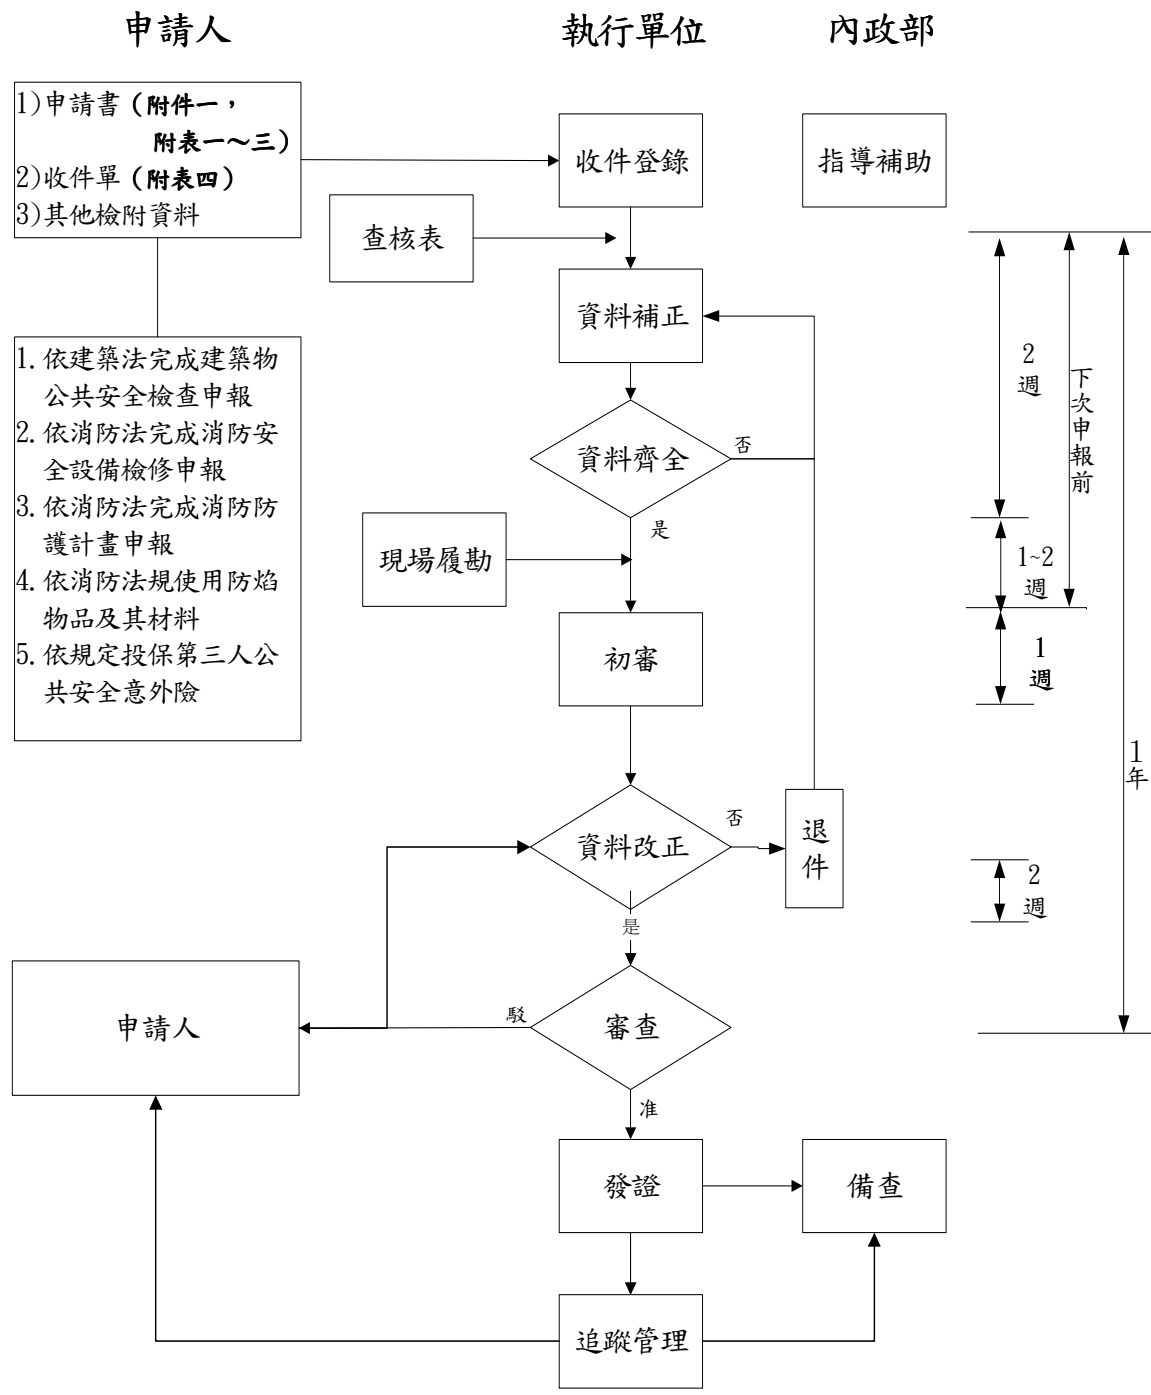 申請人
執行單位
內政部
1)申請書（附件一，
附表一～三）
2)收件單（附表四）
3)其他檢附資料
收件登錄
指導補助
查核表
資料補正
1.依建築法完成建築物
公共安全檢查申報
2.依消防法完成消防安
全設備檢修申報
3.依消防法完成消防防
護計畫申報
4.依消防法規使用防焰
物品及其材料
5.依規定投保第三人公
共安全意外險
資料齊全
否
是
現場履勘
初審
資料改正
否
退
件
是
審查
駁
申請人
准
發證
備查
追蹤管理
2
週
下
次
申
報
前
1~2
週
1
週
1
年
2
週